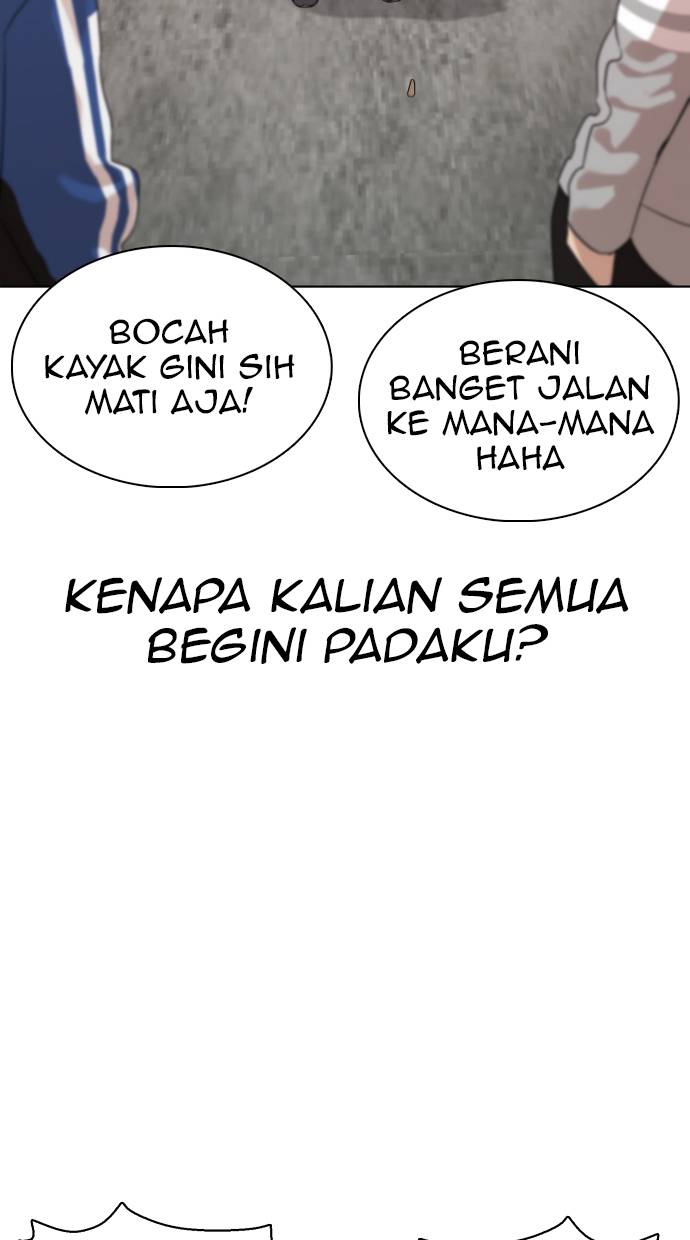 BOCAH
KAYAK GINI SIH
MATI AJA!
BERANI
BANGET JALAN
KE MANA-MANA
HAHA
KENAPA KALIAN SEMUA
BEGINI PADAKU?